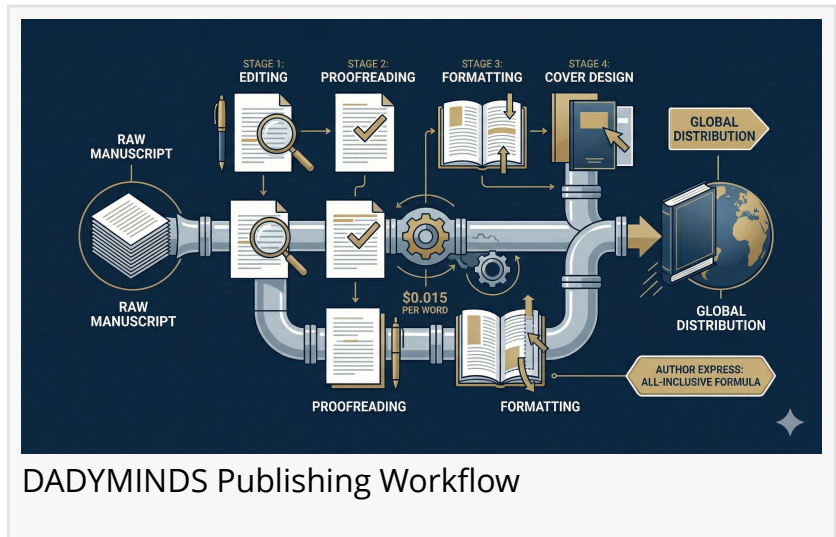 STAGE 1:
EDITING
STAGE 2:
PROOFREADING
STAGE 3:
FORMATTING
STAGE 4:
COVER DESIGN
GLOBAL
DISTRIBUTION
RAW
MANUSCRIPT
RAW
MANUSCRIPT
$0.015
PER WORD
GLOBAL
DISTRIBUTION
AUTHOR EXPRESS:
ALL-INCLUSIVE FORMULA
PROOFREADING
FORMATTING
DADYMINDS Publishing Workflow